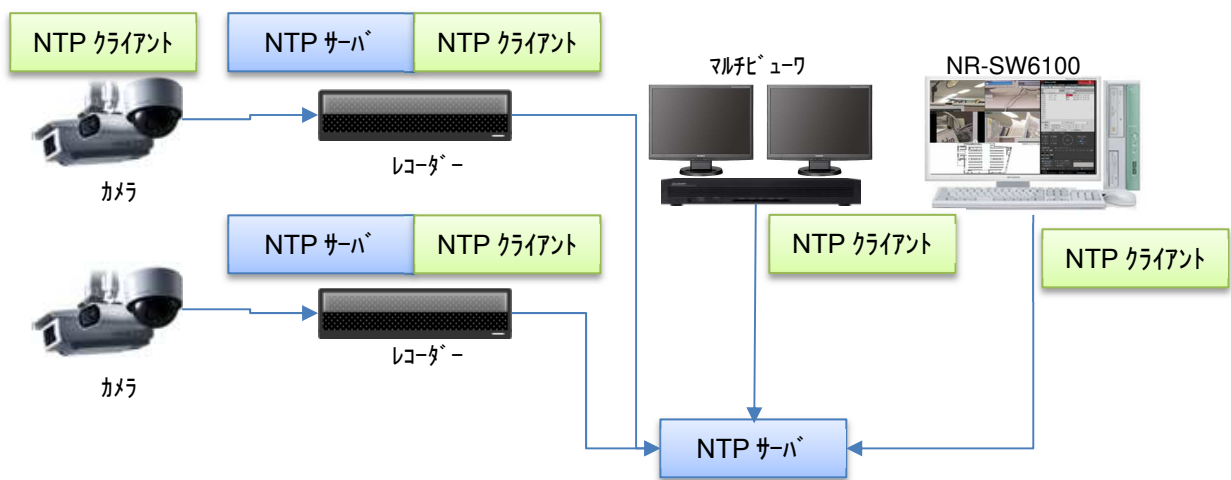 NTP ｸﾗｲｱﾝﾄ
NTP ｻｰﾊﾞ
NTP ｸﾗｲｱﾝﾄ
ﾏﾙﾁﾋﾞｭｰﾜ
NR-SW6100
ｶﾒﾗ
ﾚｺｰﾀﾞｰ
NTP ｻｰﾊﾞ
NTP ｸﾗｲｱﾝﾄ
NTP ｸﾗｲｱﾝﾄ
NTP ｸﾗｲｱﾝﾄ
ｶﾒﾗ
ﾚｺｰﾀﾞｰ
NTP ｻｰﾊﾞ